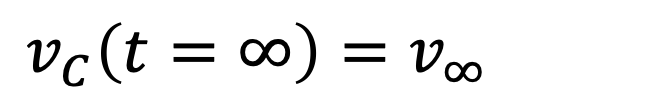 𝑣_𝐶(𝑡 = ∞) = 𝑣_∞